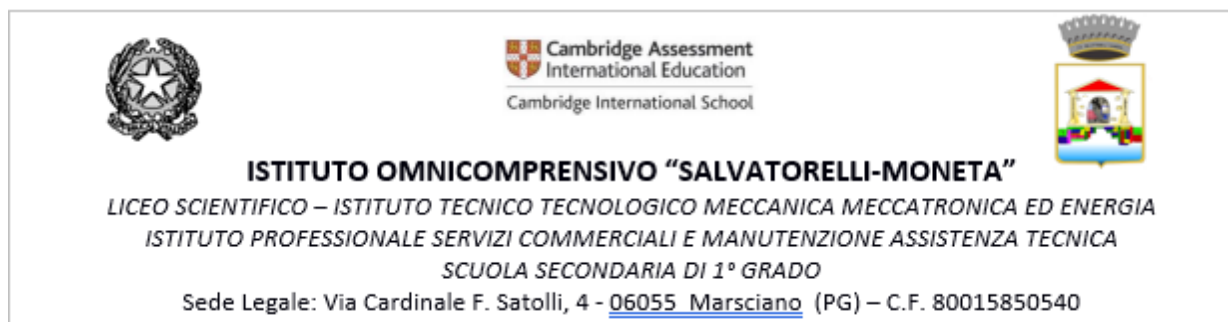 Cambridge Assessment
International Education
Cambridge International School
ISTITUTO OMNICOMPRENSIVO “SALVATORELLI-MONETA”
LICEO SCIENTIFICO – ISTITUTO TECNICO TECNOLOGICO MECCANICA MECCATRONICA ED ENERGIA
ISTITUTO PROFESSIONALE SERVIZI COMMERCIALI E MANUTENZIONE ASSISTENZA TECNICA
SCUOLA SECONDARIA DI 1° GRADO
Sede Legale: Via Cardinale F. Satolli, 4 - 06055 Marsciano (PG) – C.F. 80015850540